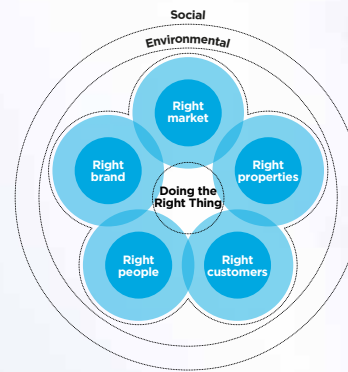 Social
Environmental
Right
market
Right
brand
Right
properties
Doing the
Right Thing
Right
people
Right
customers